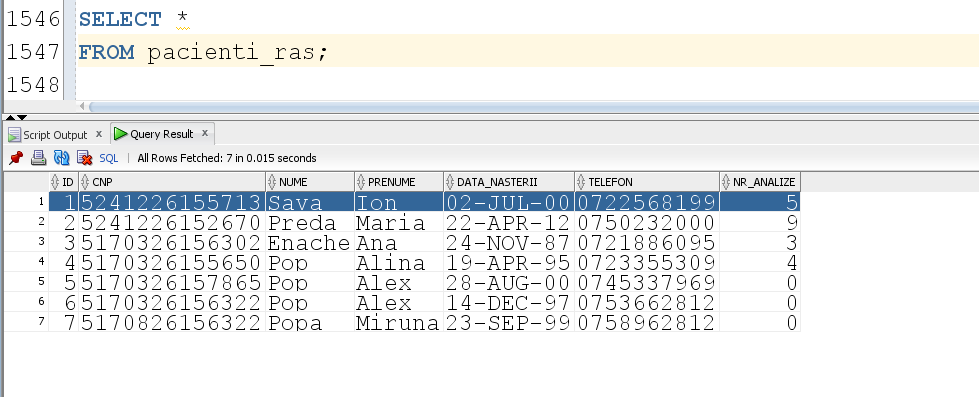 1546 SELECT *
1547 FROM pacienti_ras;
1548
Script Output x Query Result x
SQL | All Rows Fetched: 7 in 0.015 seconds
ID CNP NUME PRENUME DATA_NASTERII TELEFON NR_ANALIZE
1 1 5241226155713 Sava Ion 02-JUL-00 0722568199 5
2 2 5241226152670 Preda Maria 22-APR-12 0750232000 9
3 3 5170326156302 Enache Ana 24-NOV-87 0721886095 3
4 4 5170326155650 Pop Alina 19-APR-95 0723355309 4
5 5 5170326157865 Pop Alex 28-AUG-00 0745337969 0
6 6 5170326156322 Pop Alex 14-DEC-97 0753662812 0
7 7 5170826156322 Popa Miruna 23-SEP-99 0758962812 0